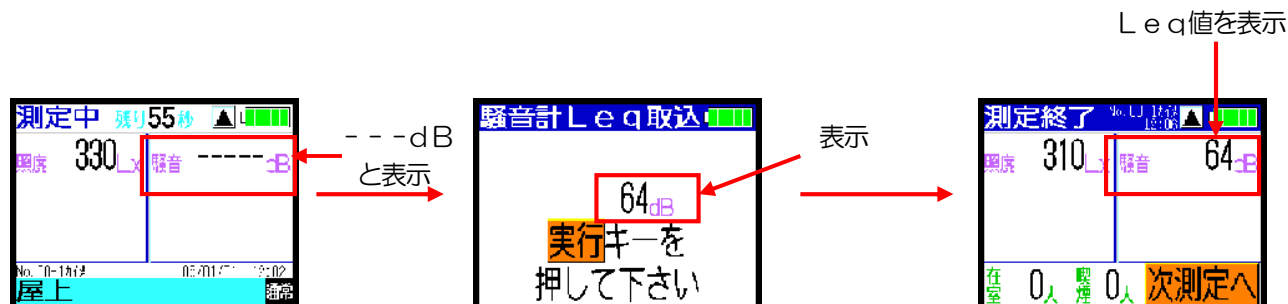 Leq値を表示
測定中 残り55秒
照度 330Lx 騒音 -----dB
屋上 通常
---dB
と表示
騒音計Leq取込
64dB
実行キーを
押して下さい
表示
測定終了
照度 310Lx 騒音 64dB
在室 0人 喫煙 0人 次測定へ